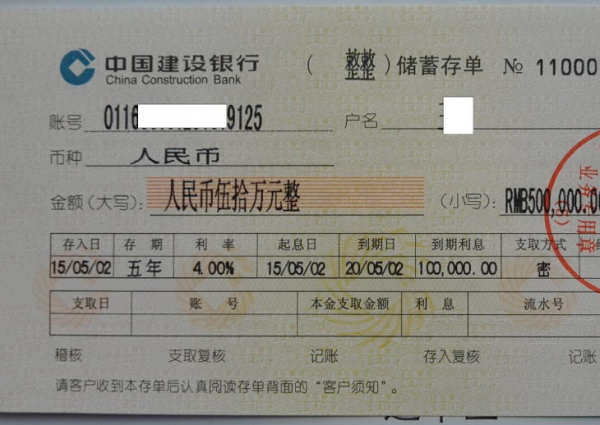 中国建设银行 （整整） 储蓄存单 № 11000
China Construction Bank
账号 0116 9125 户名
币种 人民币
金额（大写）： 人民币伍拾万元整 （小写）： RMB500,000.0
存入日 存期 利率 起息日 到期日 到期利息 支取方式
15/05/02 五年 4.00% 15/05/02 20/05/02 100,000.00 密
支取日 账号 本金支取金额 利息 流水号
稽核 支取复核 记账 存入复核 记账
请客户收到本存单后认真阅读存单背面的“客户须知”。